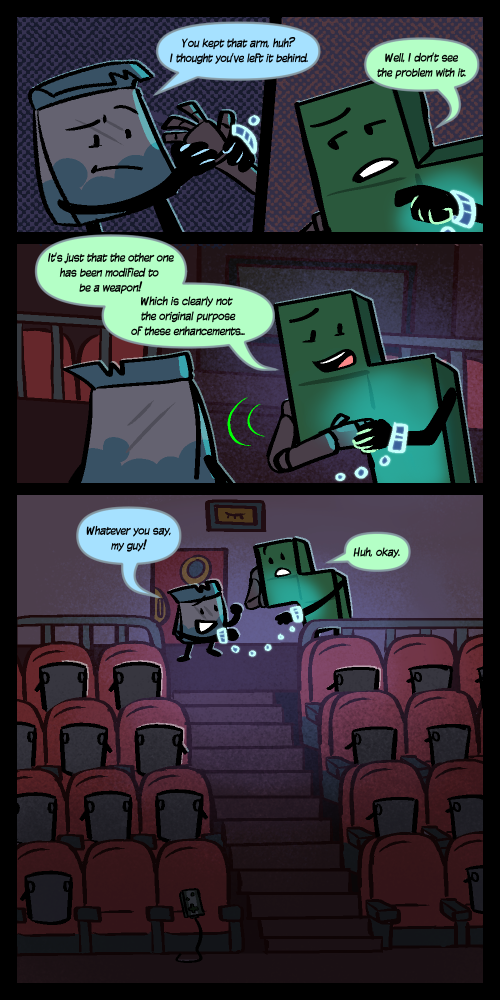 You kept that arm, huh?
I thought you've left it behind.
Well, I don't see
the problem with it.
It's just that the other one
has been modified to
be a weapon!
Which is clearly not
the original purpose
of these enhancements..
Whatever you say,
my guy!
Huh, okay.